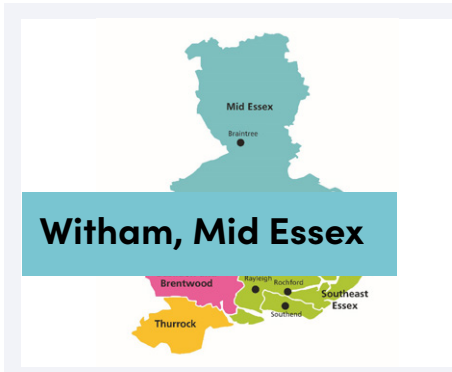 Mid Essex
Braintree
Witham, Mid Essex
Brentwood
Rayleigh
Rochford
Southeast
Essex
Southend
Thurrock